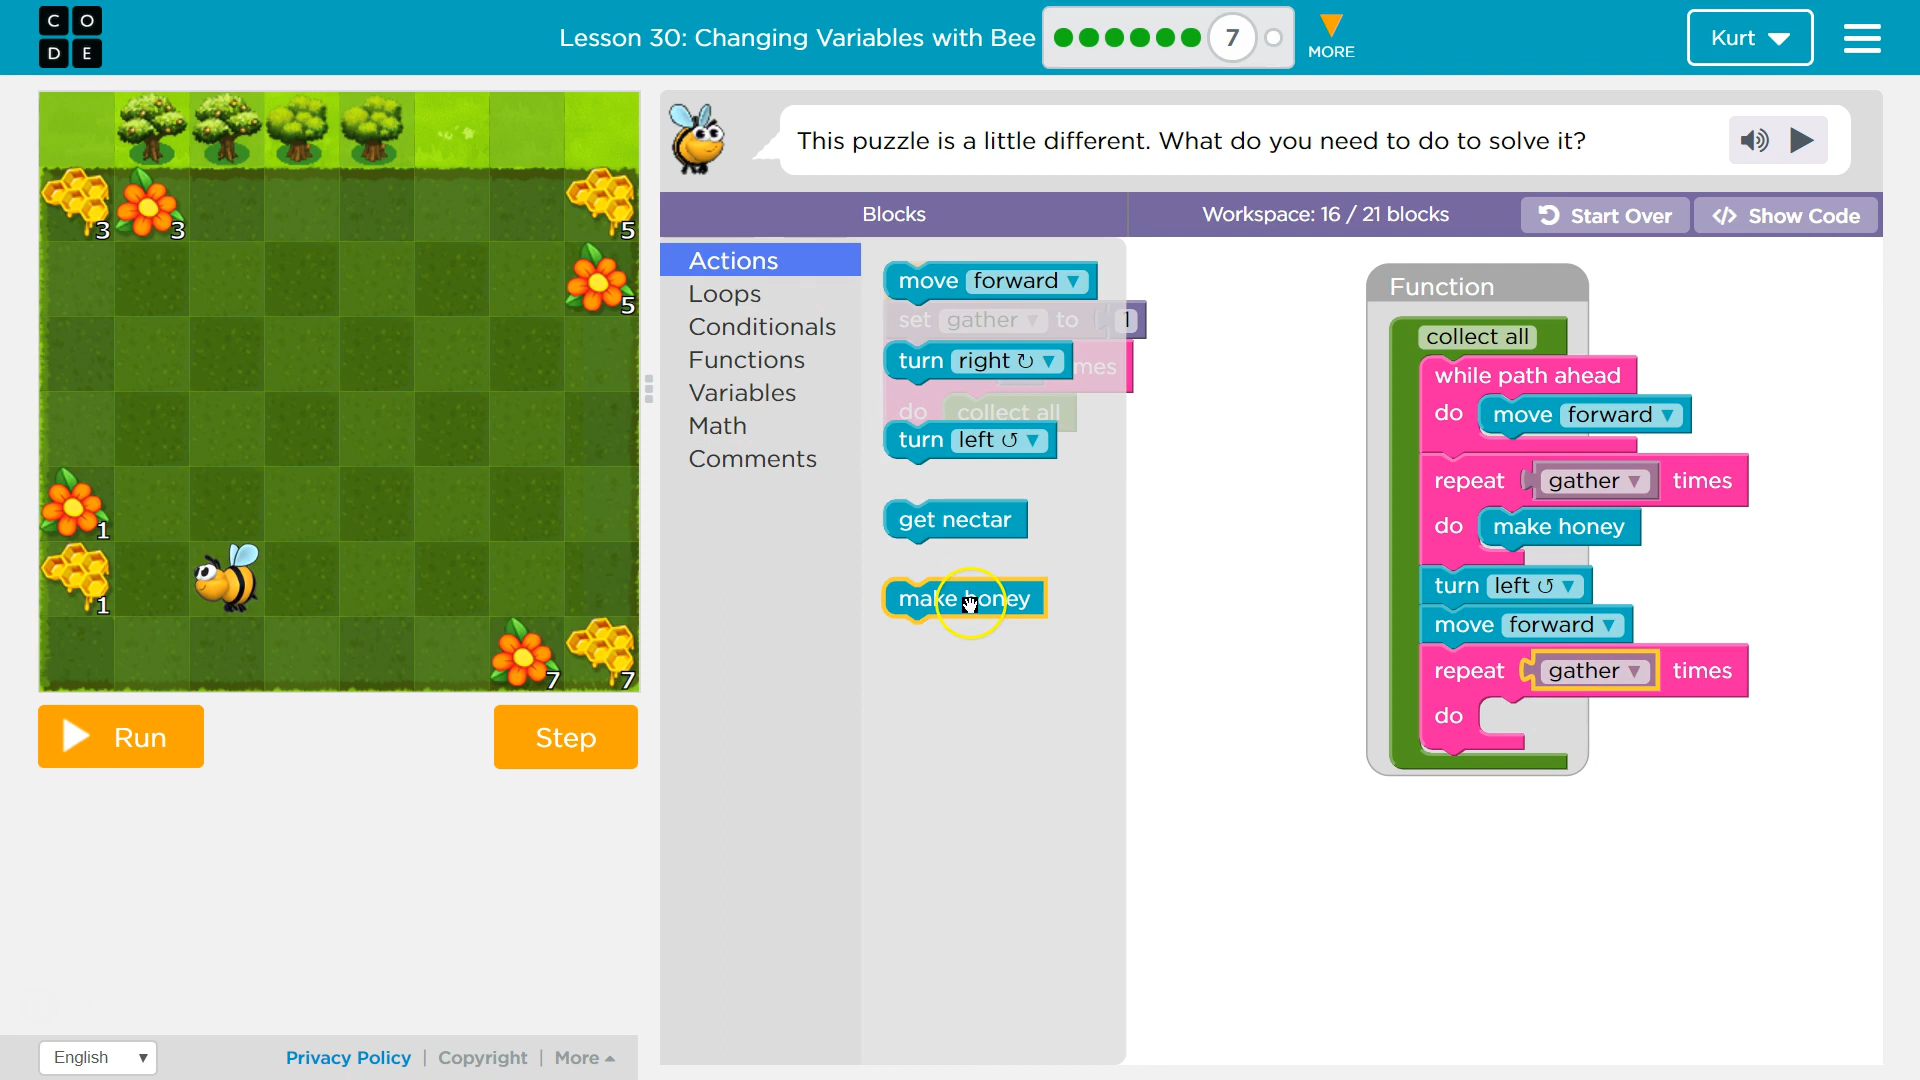 C O
D E
Lesson 30: Changing Variables with Bee
7
MORE
Kurt
This puzzle is a little different. What do you need to do to solve it?
Blocks
Workspace: 16 / 21 blocks
Start Over
Show Code
3
3
5
5
1
1
7
7
Run
Step
Actions
Loops
Conditionals
Functions
Variables
Math
Comments
move forward
set gather to 1
turn right
mes
do collect all
turn left
get nectar
make honey
Function
collect all
while path ahead
do move forward
repeat gather times
do make honey
turn left
move forward
repeat gather times
do
English
Privacy Policy | Copyright | More